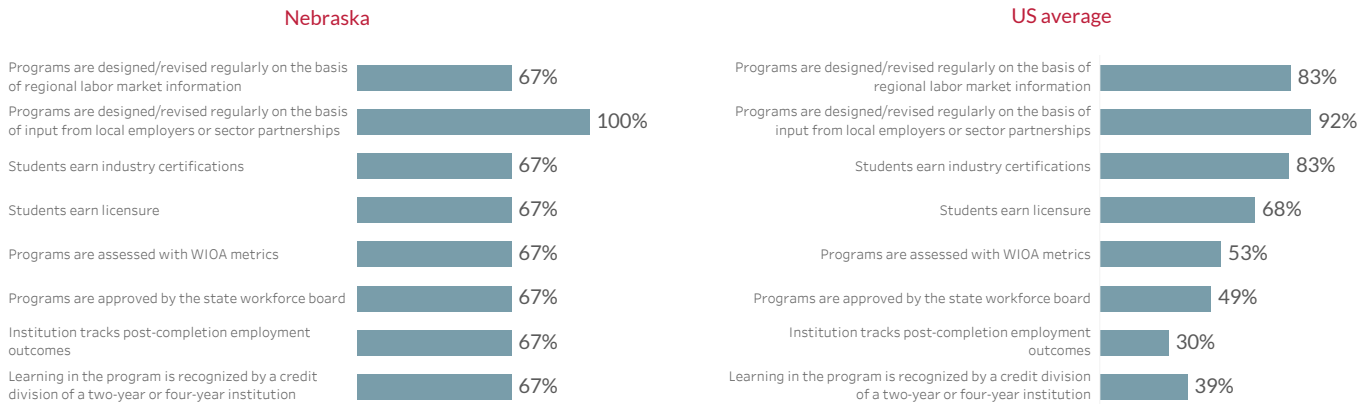 Nebraska
Programs are designed/revised regularly on the basis
of regional labor market information
67%
Programs are designed/revised regularly on the basis
of input from local employers or sector partnerships
100%
Students earn industry certifications
67%
Students earn licensure
67%
Programs are assessed with WIOA metrics
67%
Programs are approved by the state workforce board
67%
Institution tracks post-completion employment
outcomes
67%
Learning in the program is recognized by a credit
division of a two-year or four-year institution
67%
US average
Programs are designed/revised regularly on the basis of
regional labor market information
83%
Programs are designed/revised regularly on the basis of
input from local employers or sector partnerships
92%
Students earn industry certifications
83%
Students earn licensure
68%
Programs are assessed with WIOA metrics
53%
Programs are approved by the state workforce board
49%
Institution tracks post-completion employment
outcomes
30%
Learning in the program is recognized by a credit division
of a two-year or four-year institution
39%